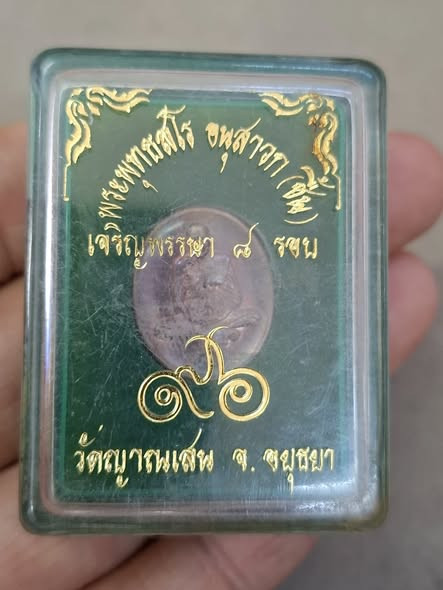 พระพุทธสิโร อนุสาวก (ชื้น)
เจริญพรรษา ๘ รอบ
๙๖
วัดญาณเสน จ. อยุธยา